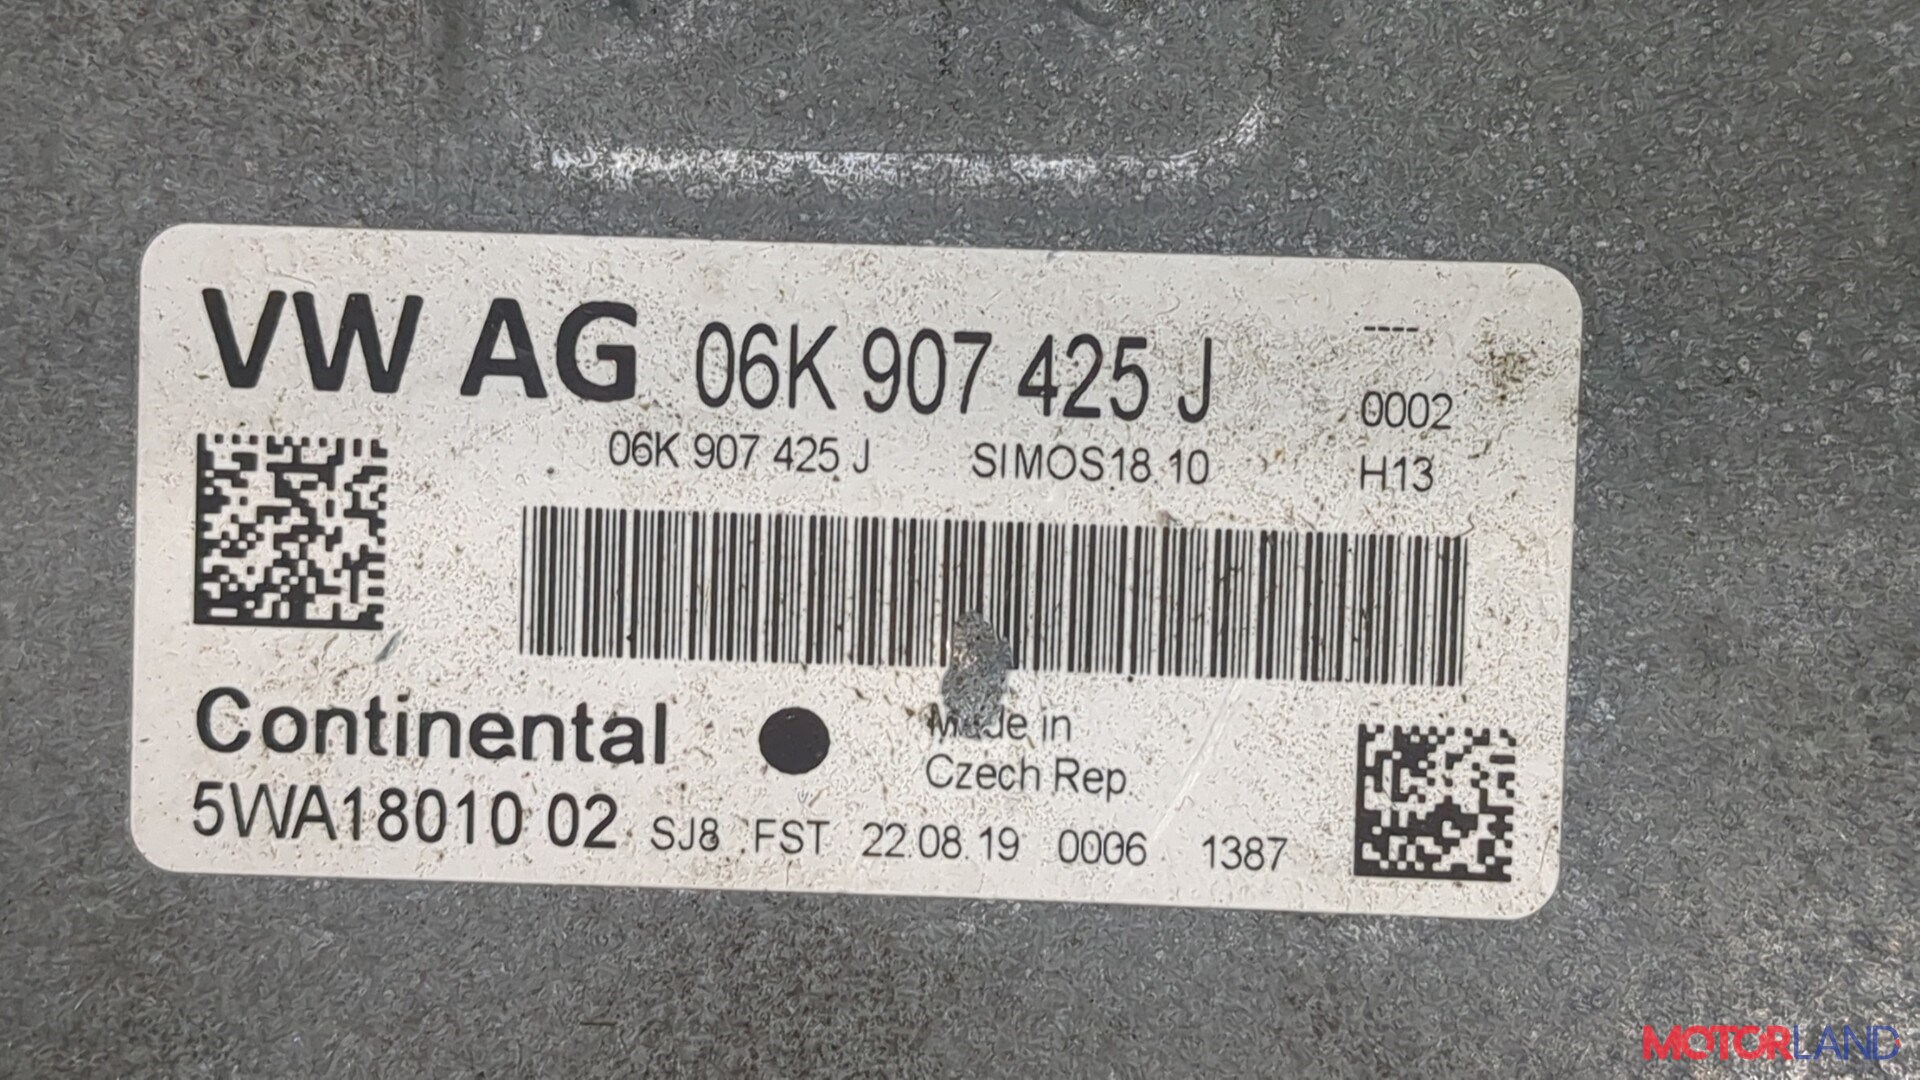 VW AG 06K 907 425 J ----
0002
06K 907 425 J SIMOS18.10 H13
Continental Made in
Czech Rep
5WA18010 02 SJ8 .FST 22.08.19 0006 1387
MOTORLAND